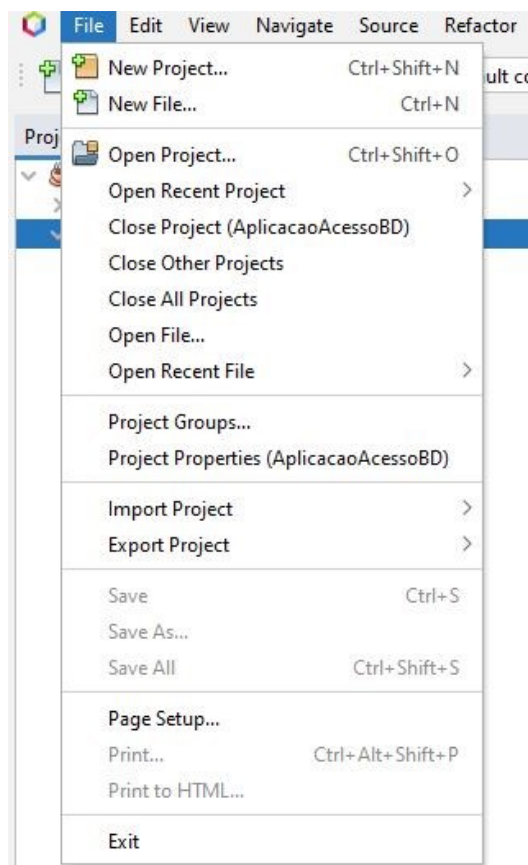 File Edit View Navigate Source Refactor
New Project... Ctrl+Shift+N
New File... Ctrl+N
Open Project... Ctrl+Shift+O
Open Recent Project
Close Project (AplicacaoAcessoBD)
Close Other Projects
Close All Projects
Open File...
Open Recent File
Project Groups...
Project Properties (AplicacaoAcessoBD)
Import Project
Export Project
Save Ctrl+S
Save As...
Save All Ctrl+Shift+S
Page Setup...
Print... Ctrl+Alt+Shift+P
Print to HTML...
Exit